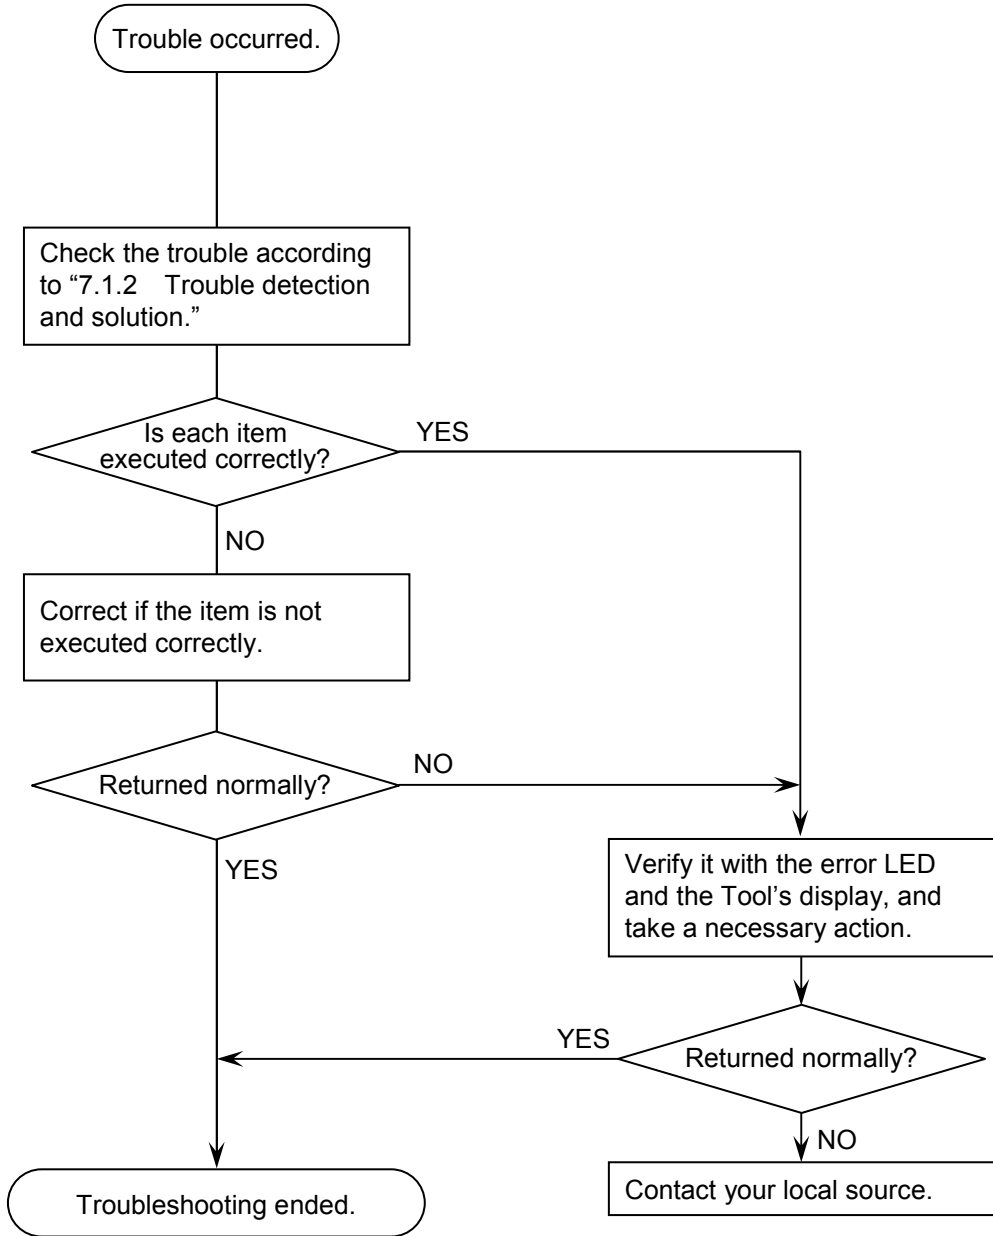 Trouble occurred.
Check the trouble according
to “7.1.2 Trouble detection
and solution.”
Is each item
executed correctly?
YES
NO
Correct if the item is not
executed correctly.
Returned normally?
NO
YES
Verify it with the error LED
and the Tool’s display, and
take a necessary action.
YES
Returned normally?
NO
Contact your local source.
Troubleshooting ended.